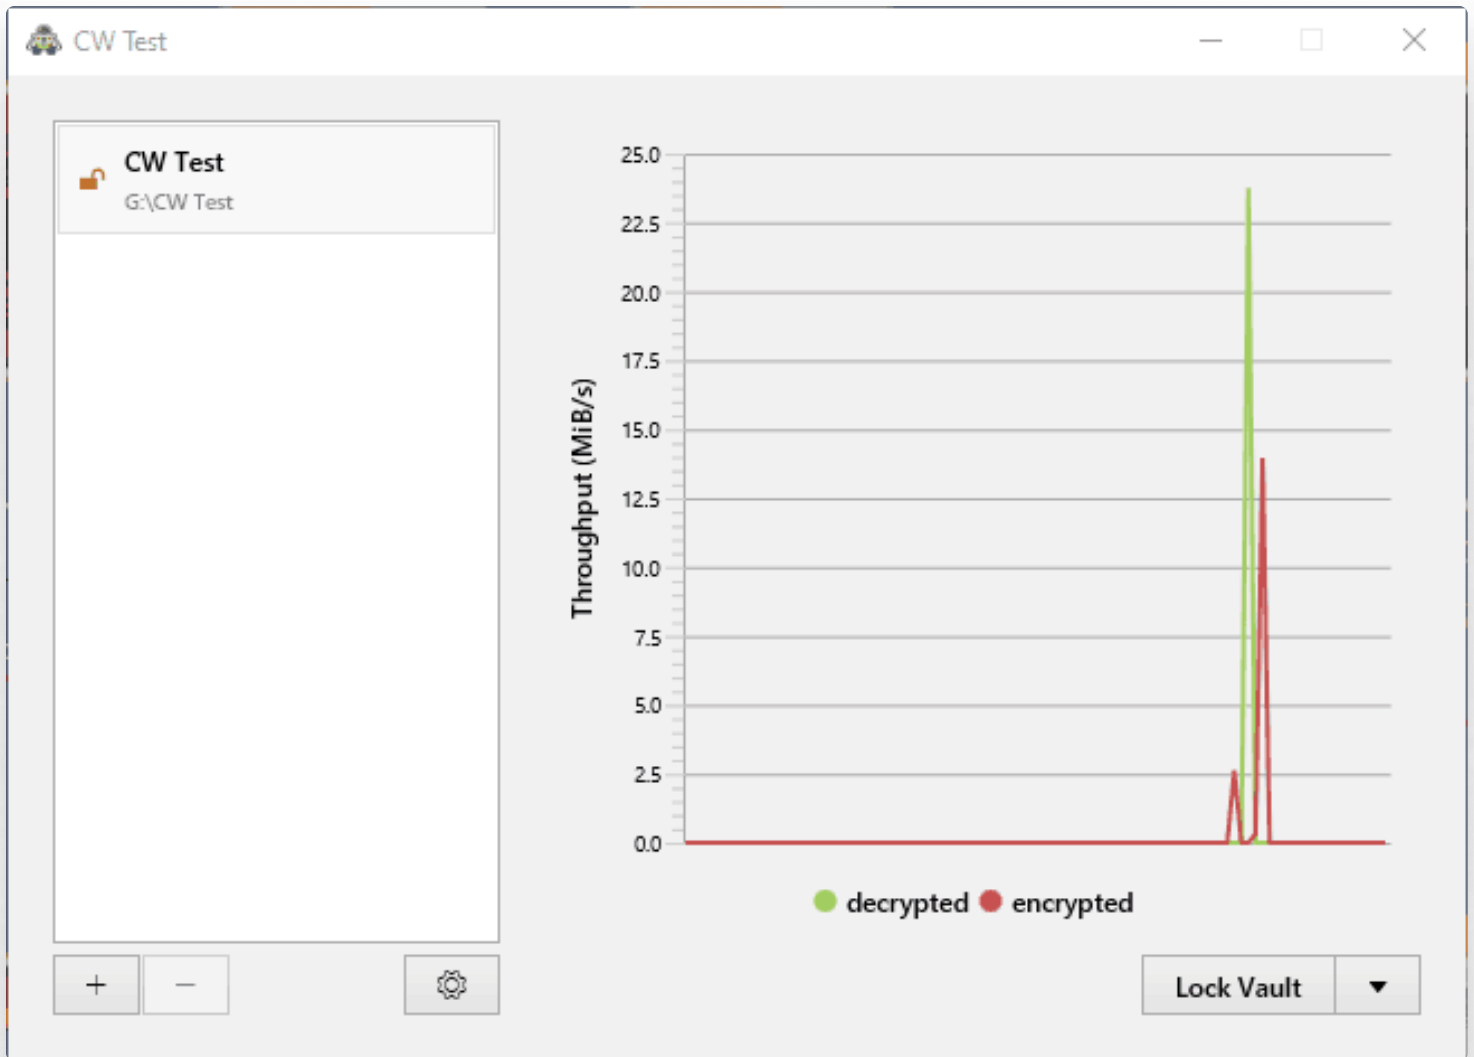 CW Test
CW Test
G:\CW Test
Throughput (MiB/s)
25.0
22.5
20.0
17.5
15.0
12.5
10.0
7.5
5.0
2.5
0.0
decrypted encrypted
+ −
Lock Vault